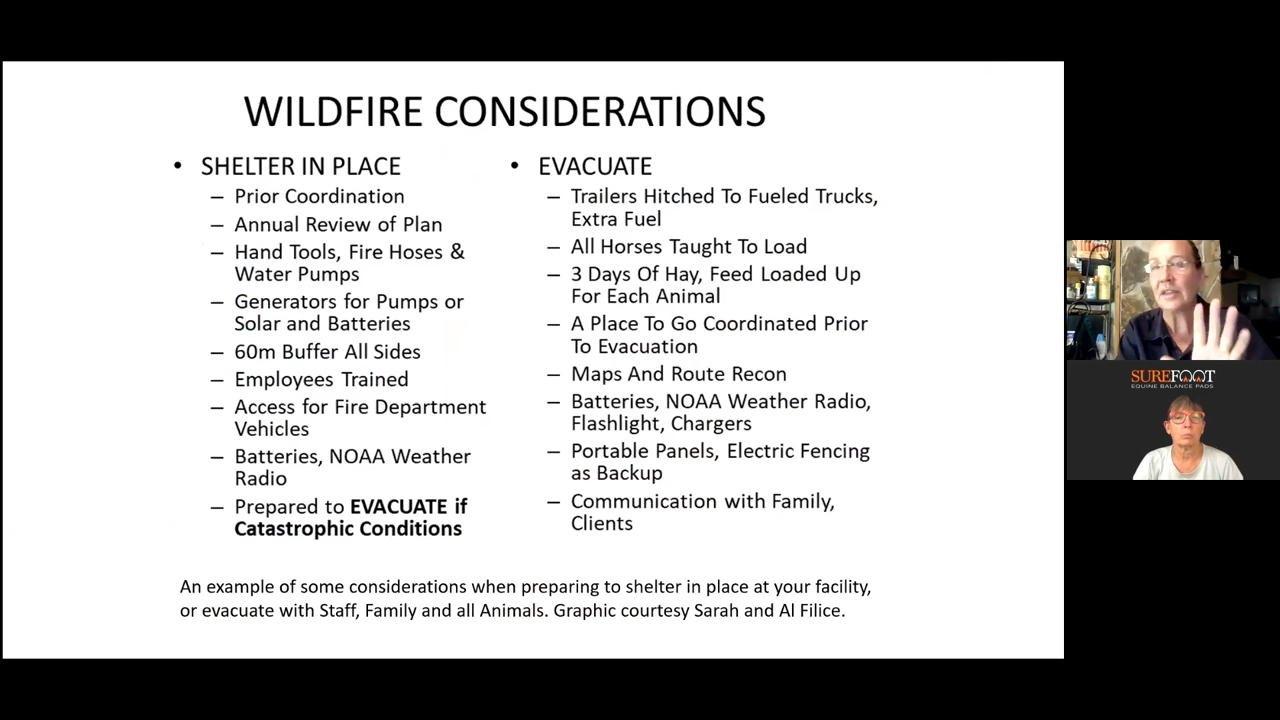 WILDFIRE CONSIDERATIONS
• SHELTER IN PLACE
– Prior Coordination
– Annual Review of Plan
– Hand Tools, Fire Hoses &
Water Pumps
– Generators for Pumps or
Solar and Batteries
– 60m Buffer All Sides
– Employees Trained
– Access for Fire Department
Vehicles
– Batteries, NOAA Weather
Radio
– Prepared to EVACUATE if
Catastrophic Conditions
• EVACUATE
– Trailers Hitched To Fueled Trucks,
Extra Fuel
– All Horses Taught To Load
– 3 Days Of Hay, Feed Loaded Up
For Each Animal
– A Place To Go Coordinated Prior
To Evacuation
– Maps And Route Recon
– Batteries, NOAA Weather Radio,
Flashlight, Chargers
– Portable Panels, Electric Fencing
as Backup
– Communication with Family,
Clients
An example of some considerations when preparing to shelter in place at your facility,
or evacuate with Staff, Family and all Animals. Graphic courtesy Sarah and Al Filice.
SUREFOOT
EQUINE BALANCE PADS